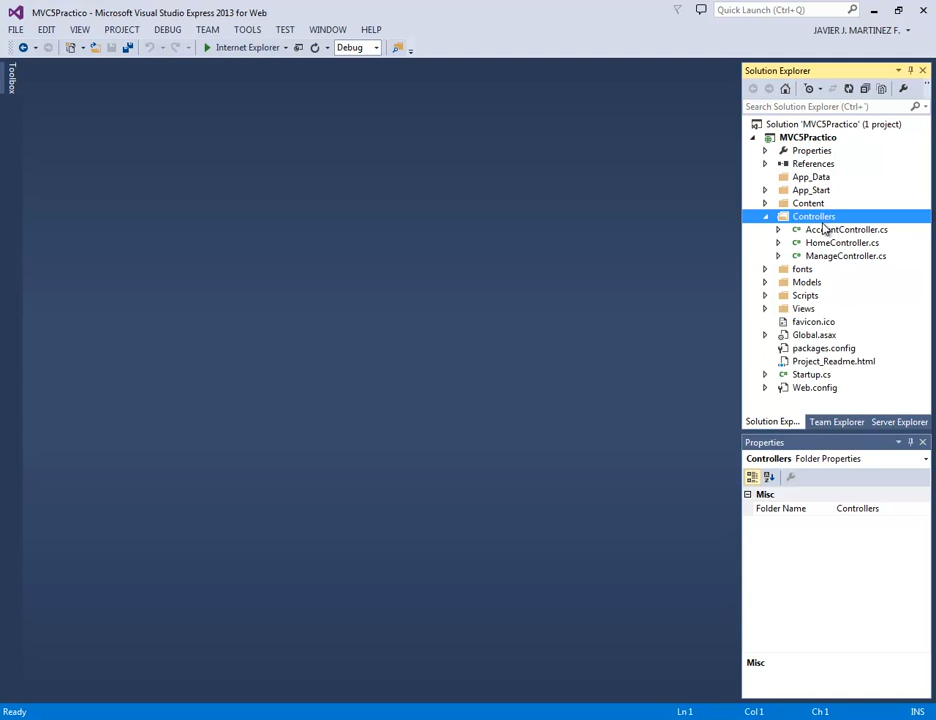 MVC5Practico - Microsoft Visual Studio Express 2013 for Web
Quick Launch (Ctrl+Q)
FILE EDIT VIEW PROJECT DEBUG TEAM TOOLS TEST WINDOW HELP
JAVIER J. MARTINEZ F.
Internet Explorer Debug
Toolbox
Solution Explorer
Search Solution Explorer (Ctrl+´)
Solution 'MVC5Practico' (1 project)
MVC5Practico
Properties
References
App_Data
App_Start
Content
Controllers
AccountController.cs
HomeController.cs
ManageController.cs
fonts
Models
Scripts
Views
favicon.ico
Global.asax
packages.config
Project_Readme.html
Startup.cs
Web.config
Solution Exp... Team Explorer Server Explorer
Properties
Controllers Folder Properties
Misc
Folder Name Controllers
Misc
Ready Ln 1 Col 1 Ch 1 INS